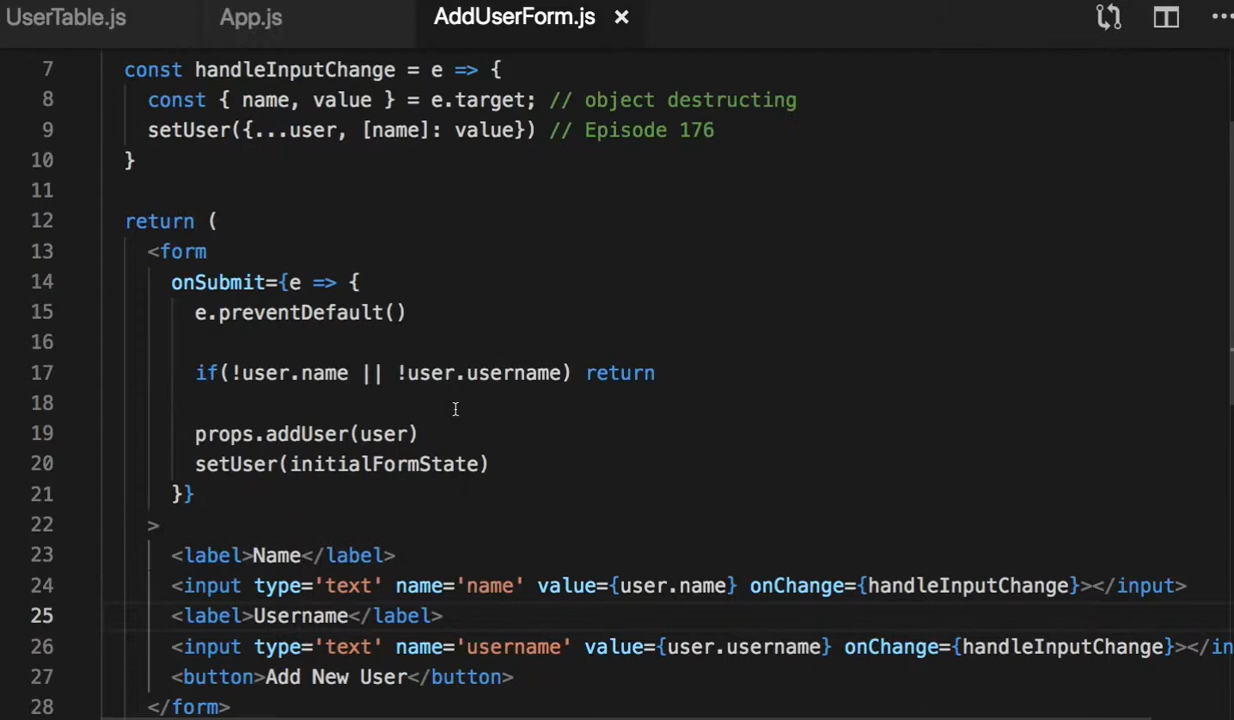 UserTable.js App.js AddUserForm.js ×
7 const handleInputChange = e => {
8 const { name, value } = e.target; // object destructing
9 setUser({...user, [name]: value}) // Episode 176
10 }
11
12 return (
13 <form
14 onSubmit={e => {
15 e.preventDefault()
16
17 if(!user.name || !user.username) return
18
19 props.addUser(user)
20 setUser(initialFormState)
21 }}
22 >
23 <label>Name</label>
24 <input type='text' name='name' value={user.name} onChange={handleInputChange}></input>
25 <label>Username</label>
26 <input type='text' name='username' value={user.username} onChange={handleInputChange}></in
27 <button>Add New User</button>
28 </form>